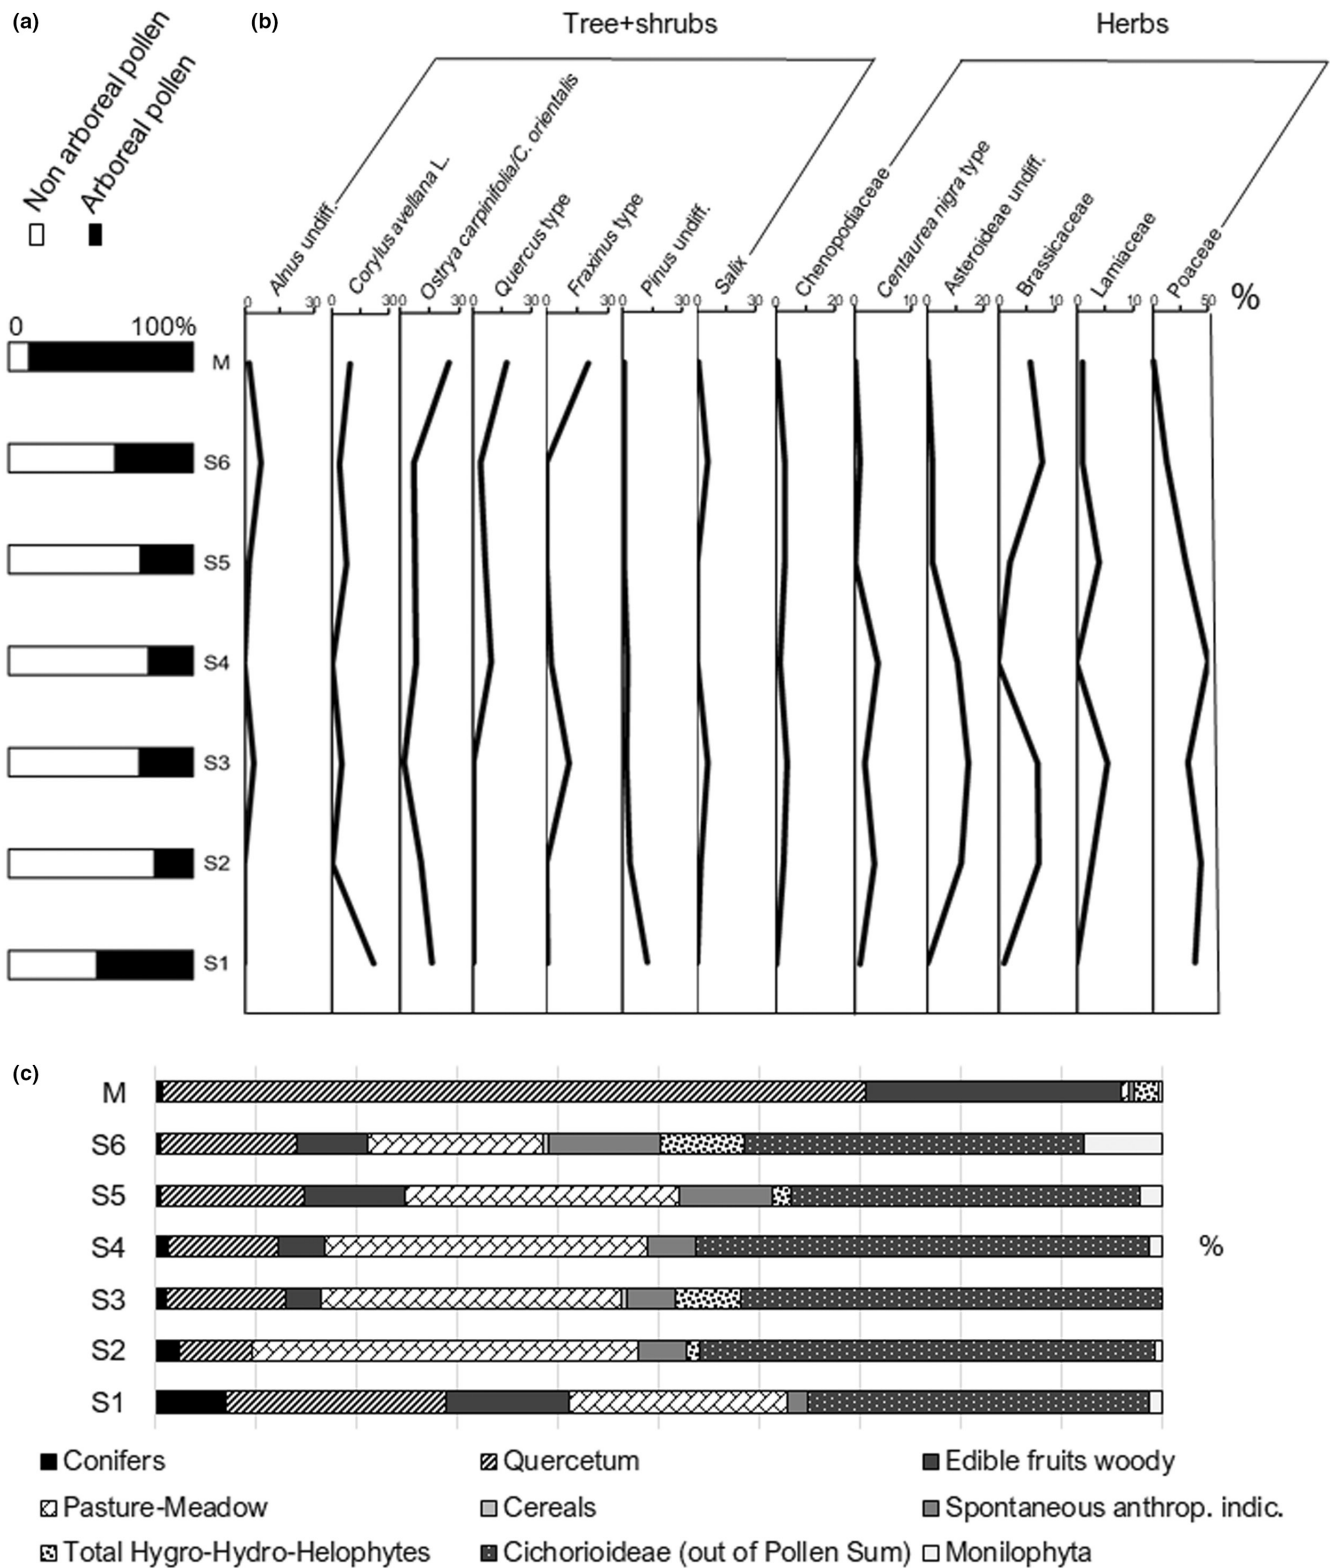 (a)
(b)
Tree+shrubs
Herbs
Non arboreal pollen
Arboreal pollen
Alnus undiff.
Corylus avellana L.
Ostrya carpinifolia/C. orientalis
Quercus type
Fraxinus type
Pinus undiff.
Salix
Chenopodiaceae
Centaurea nigra type
Asteroideae undiff.
Brassicaceae
Lamiaceae
Poaceae
0 30 0 30 0 30 0 30 0 30 0 30 0 30 0 20 0 10 0 20 0 10 0 10 0 50 %
0 100%
M
S6
S5
S4
S3
S2
S1
(c)
M
S6
S5
S4 %
S3
S2
S1
Conifers Quercetum Edible fruits woody
Pasture-Meadow Cereals Spontaneous anthrop. indic.
Total Hygro-Hydro-Helophytes Cichorioideae (out of Pollen Sum) Monilophyta